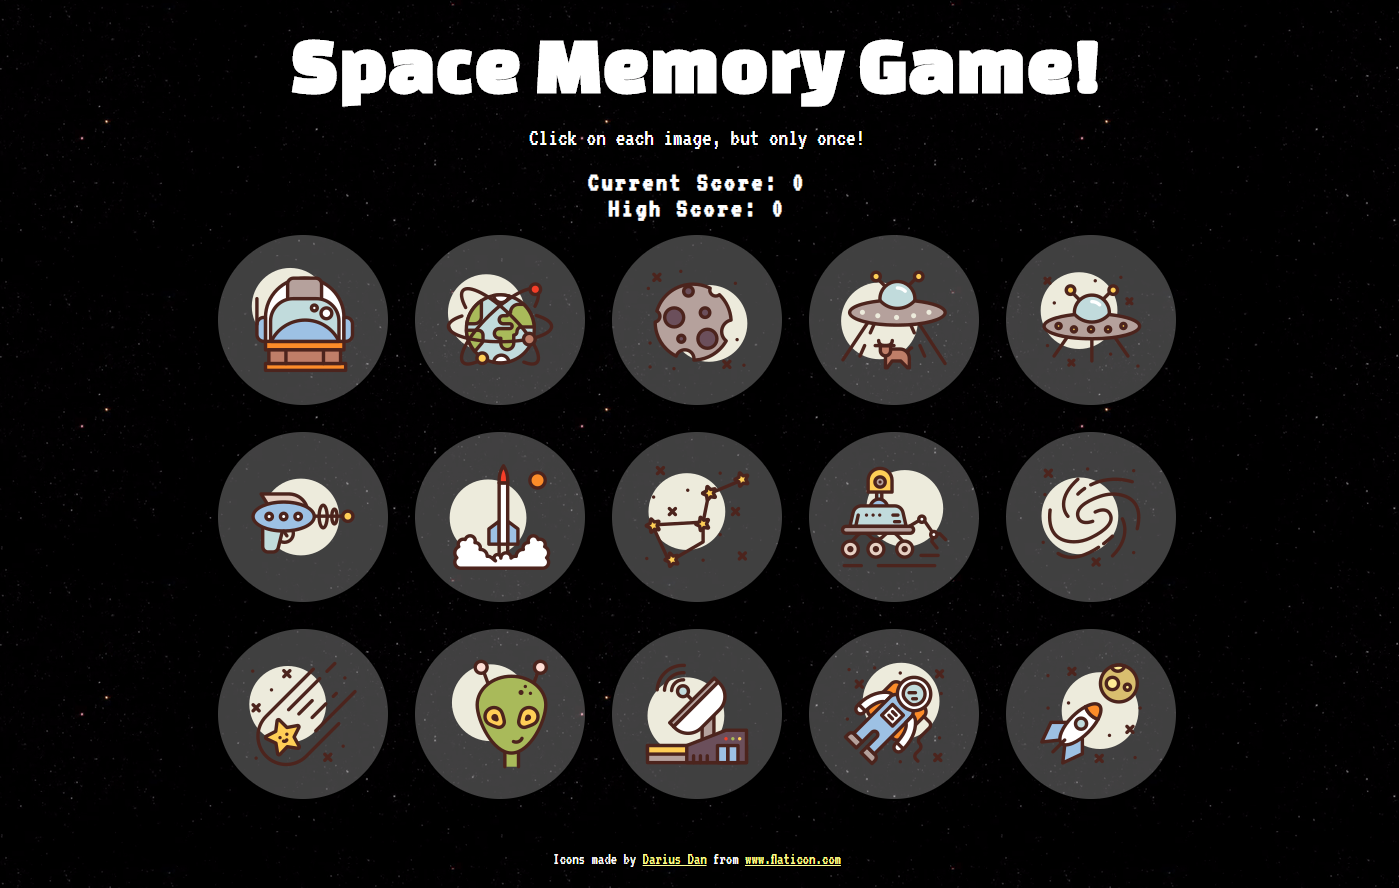 Space Memory Game!
Click on each image, but only once!
Current Score: 0
High Score: 0
Icons made by Darius Dan from www.flaticon.com